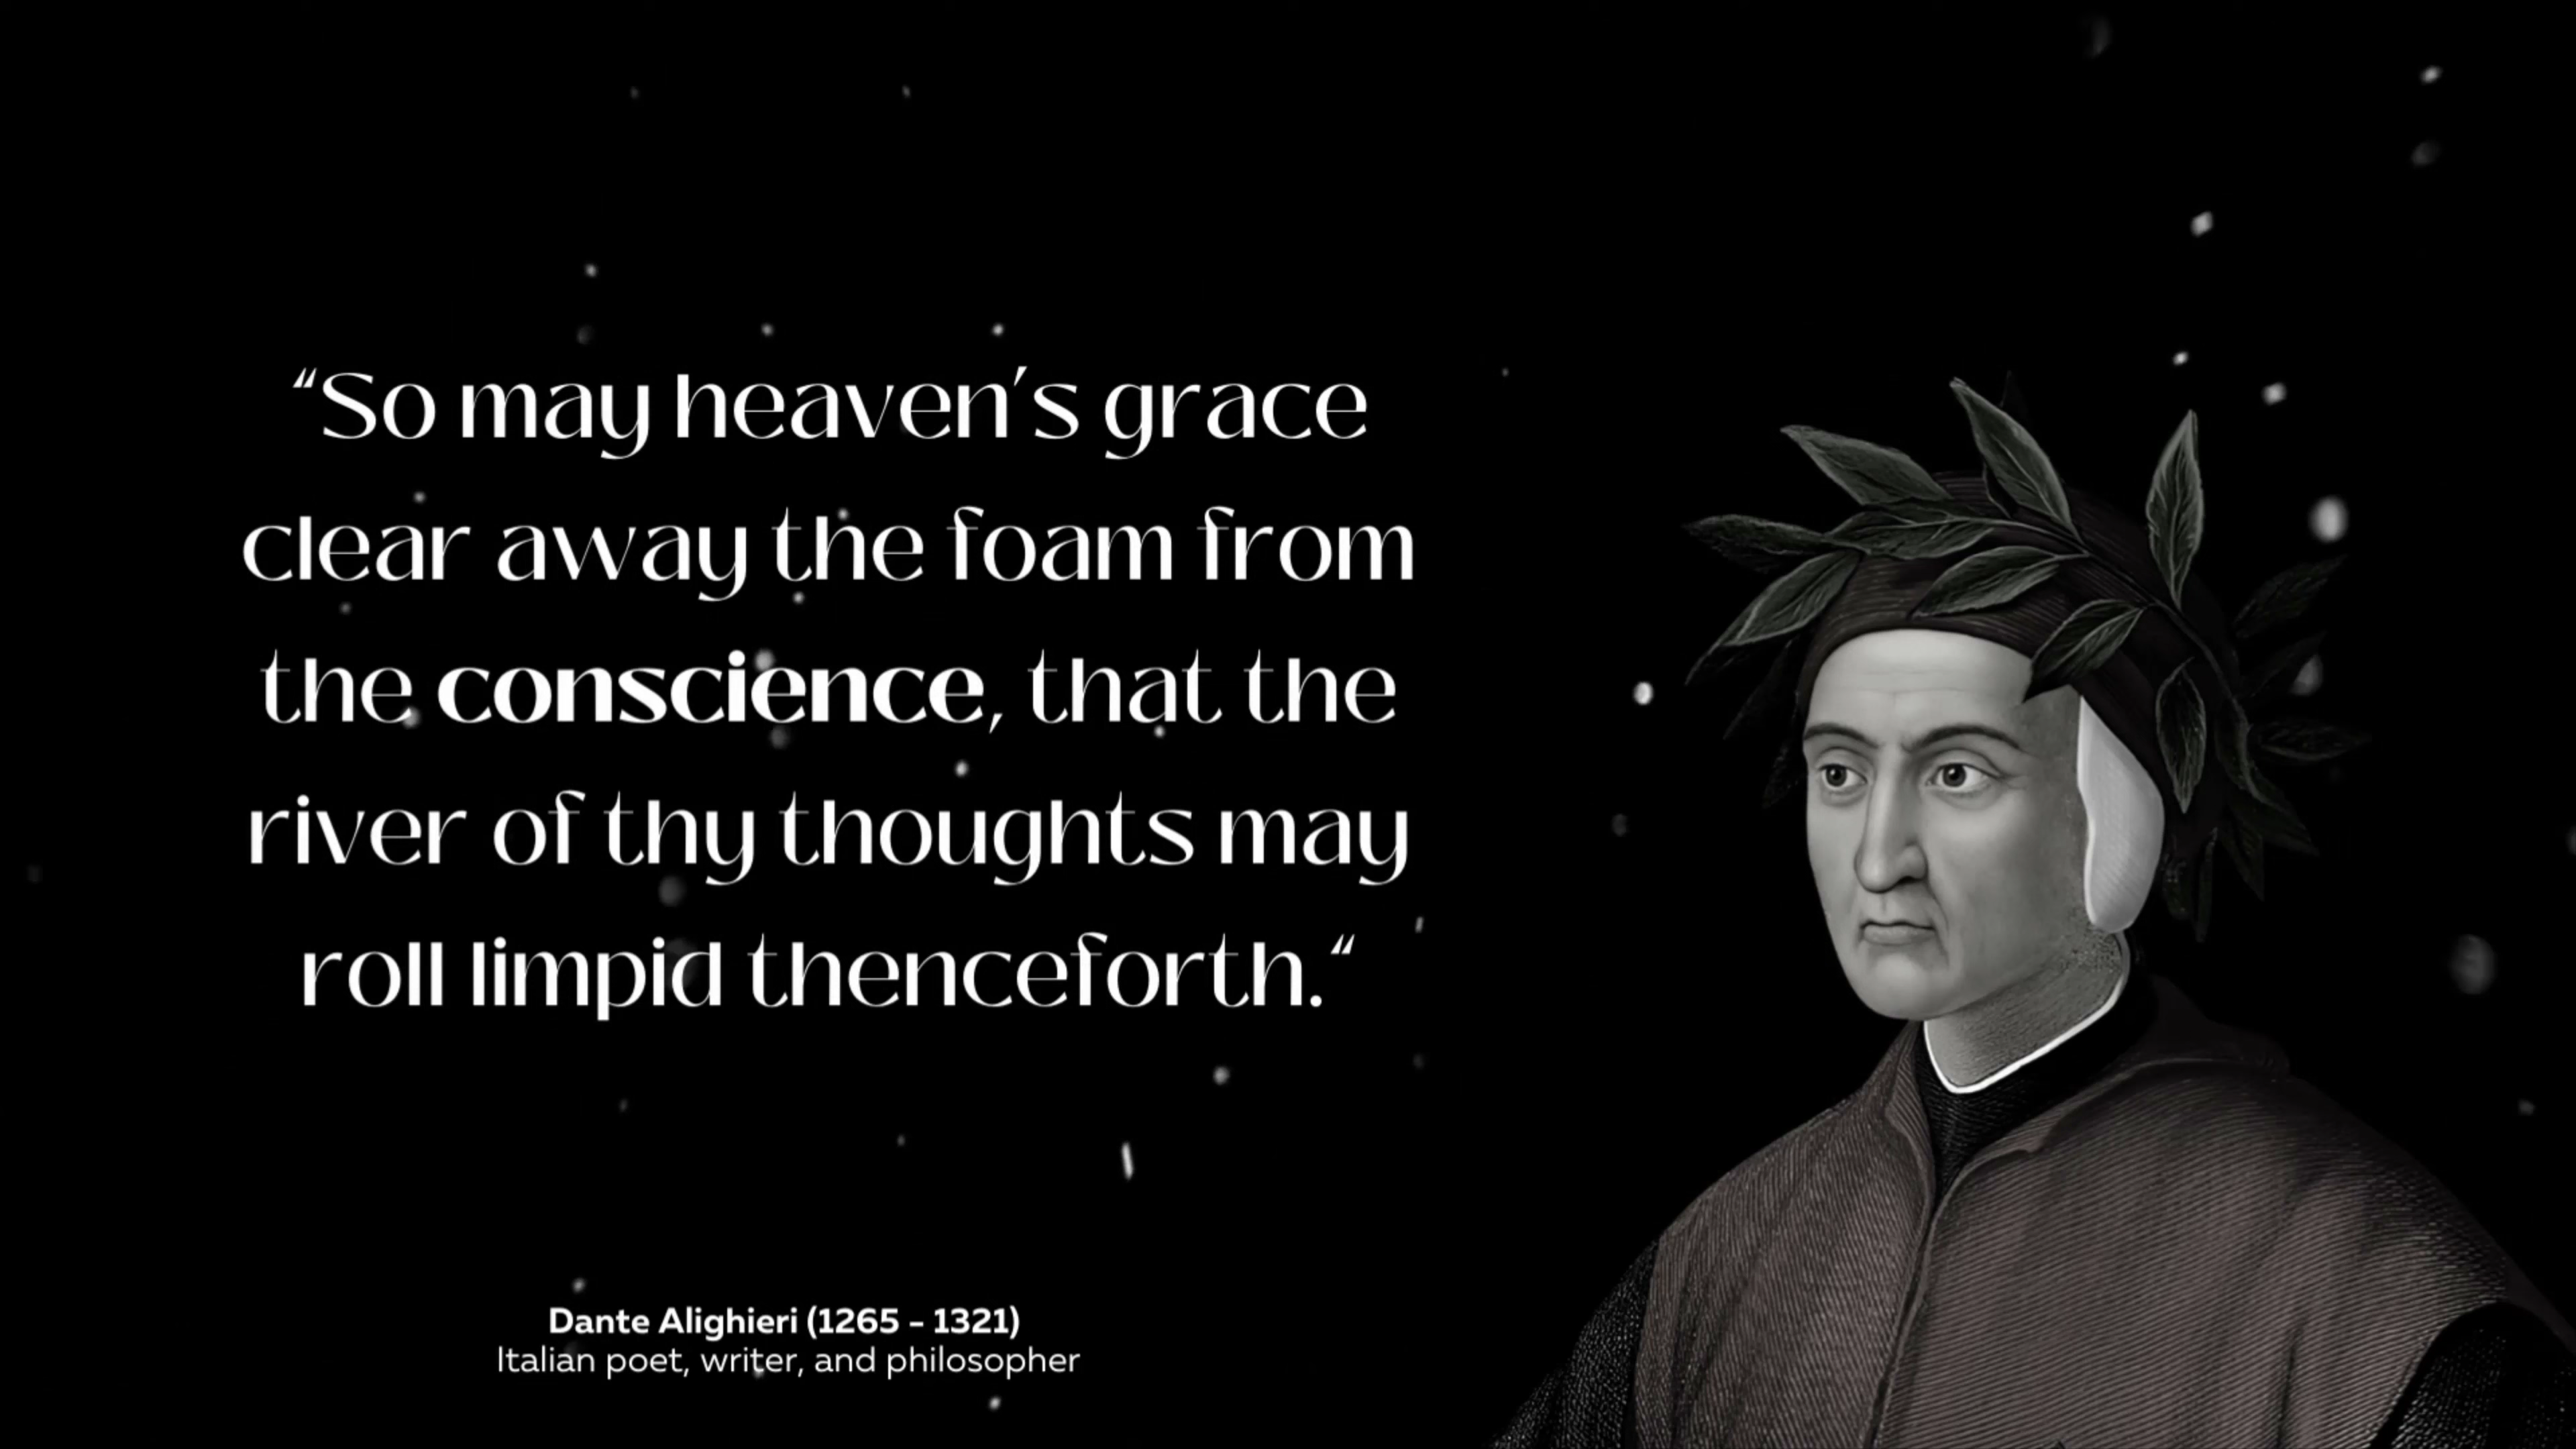 “So may heaven’s grace
clear away the foam from
the conscience, that the
river of thy thoughts may
roll limpid thenceforth.“
Dante Alighieri (1265 - 1321)
Italian poet, writer, and philosopher